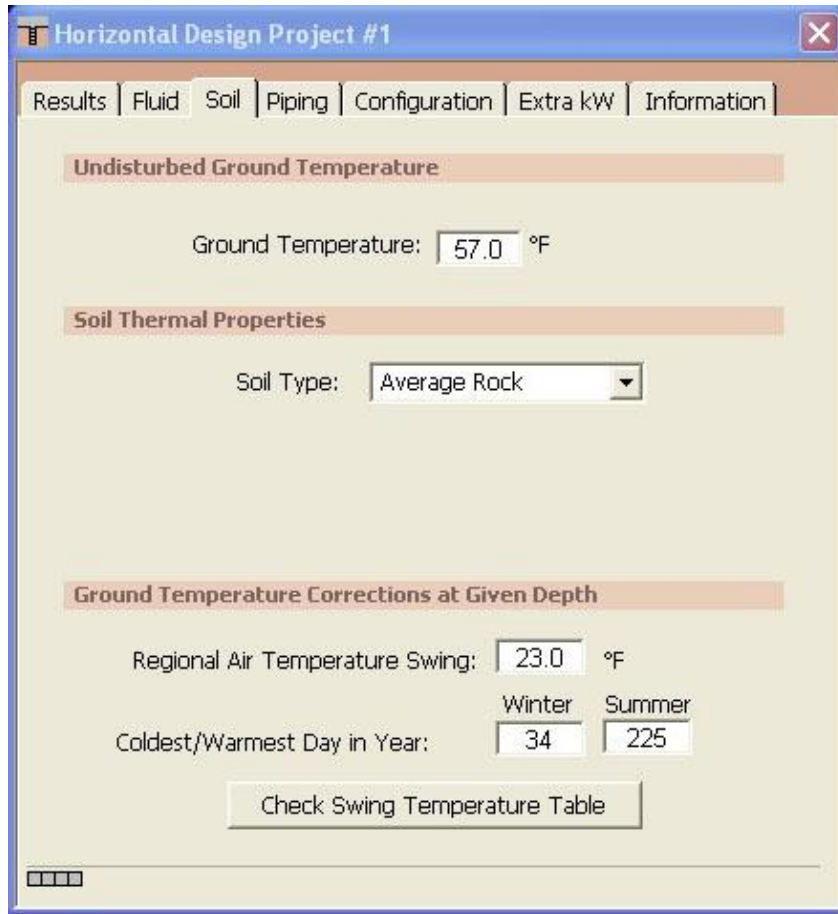 Horizontal Design Project #1
Results Fluid Soil Piping Configuration Extra kW Information
Undisturbed Ground Temperature
Ground Temperature: 57.0 °F
Soil Thermal Properties
Soil Type: Average Rock
Ground Temperature Corrections at Given Depth
Regional Air Temperature Swing: 23.0 °F
Winter Summer
Coldest/Warmest Day in Year: 34 225
Check Swing Temperature Table